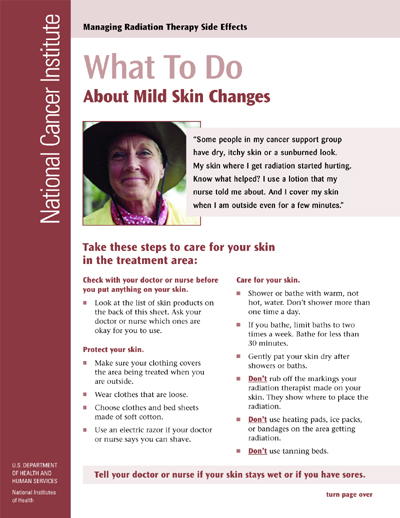 National Cancer Institute
Managing Radiation Therapy Side Effects
What To Do
About Mild Skin Changes
“Some people in my cancer support group
have dry, itchy skin or a sunburned look.
My skin where I get radiation started hurting.
Know what helped? I use a lotion that my
nurse told me about. And I cover my skin
when I am outside even for a few minutes.”
Take these steps to care for your skin
in the treatment area:
Check with your doctor or nurse before
you put anything on your skin.
■ Look at the list of skin products on
the back of this sheet. Ask your
doctor or nurse which ones are
okay for you to use.
Protect your skin.
■ Make sure your clothing covers
the area being treated when you
are outside.
■ Wear clothes that are loose.
■ Choose clothes and bed sheets
made of soft cotton.
■ Use an electric razor if your doctor
or nurse says you can shave.
Care for your skin.
■ Shower or bathe with warm, not
hot, water. Don’t shower more than
one time a day.
■ If you bathe, limit baths to two
times a week. Bathe for less than
30 minutes.
■ Gently pat your skin dry after
showers or baths.
■ Don’t rub off the markings your
radiation therapist made on your
skin. They show where to place the
radiation.
■ Don’t use heating pads, ice packs,
or bandages on the area getting
radiation.
■ Don’t use tanning beds.
Tell your doctor or nurse if your skin stays wet or if you have sores.
U.S. DEPARTMENT
OF HEALTH AND
HUMAN SERVICES
National Institutes
of Health
turn page over